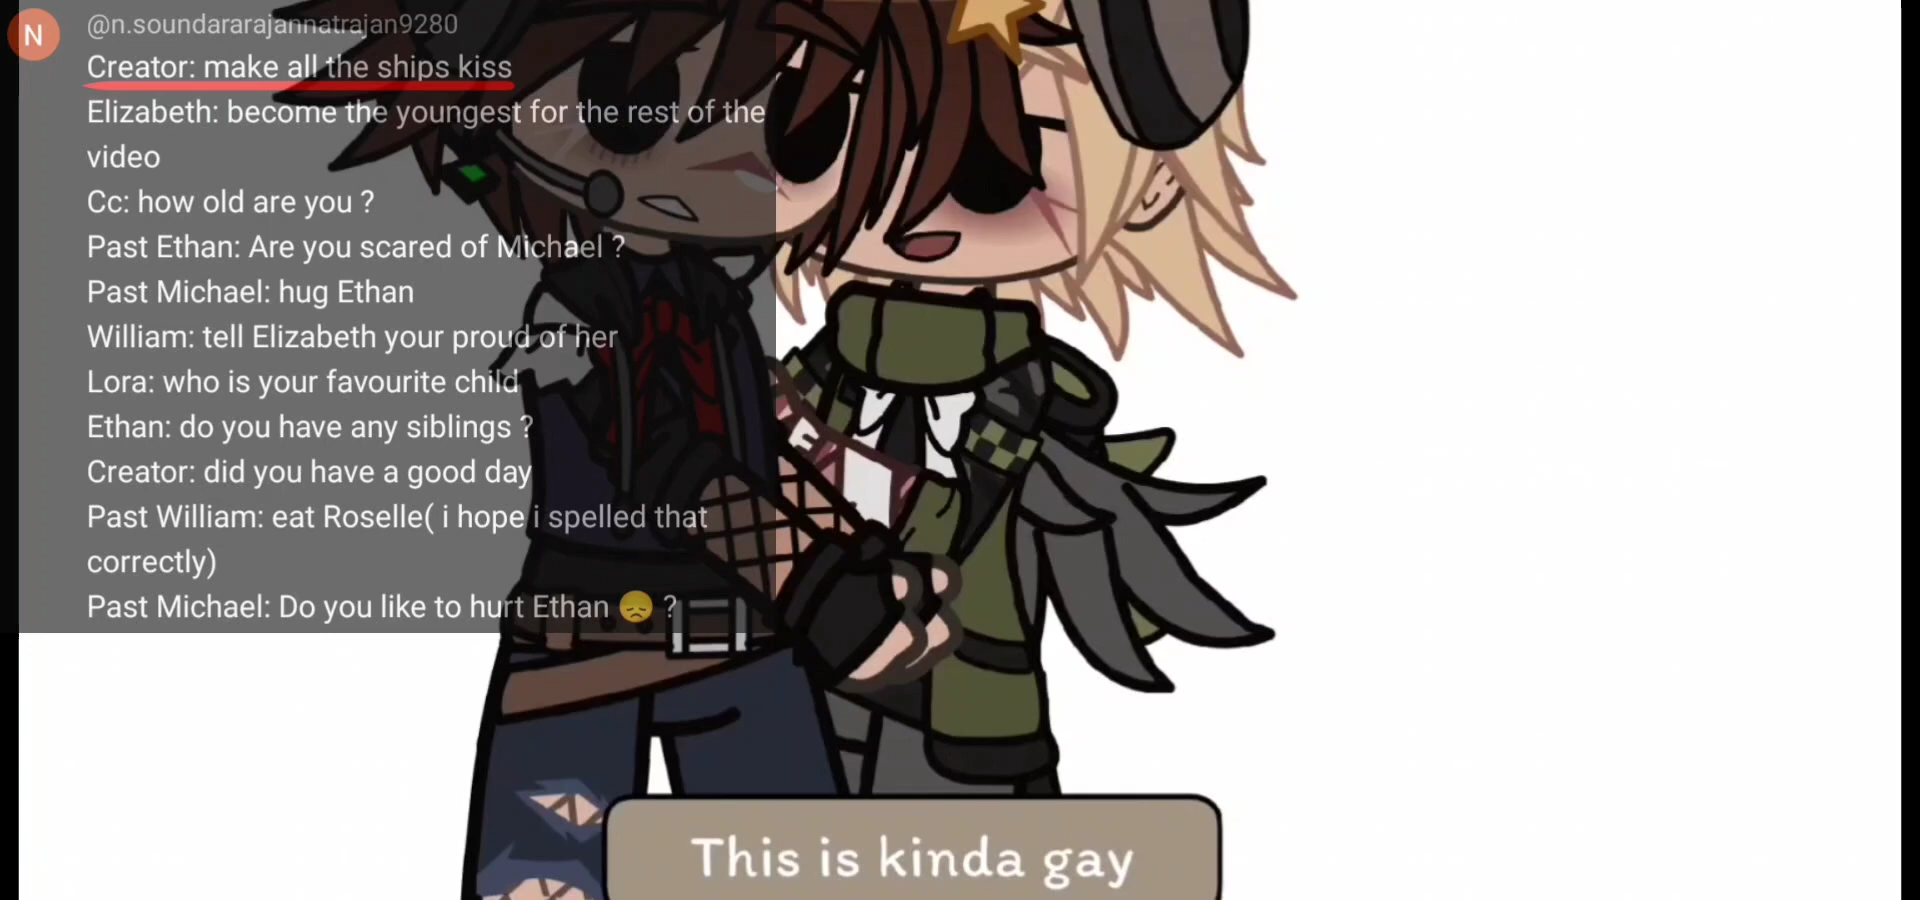 N
@n.soundararajannatrajan9280
Creator: make all the ships kiss
Elizabeth: become the youngest for the rest of the
video
Cc: how old are you ?
Past Ethan: Are you scared of Michael ?
Past Michael: hug Ethan
William: tell Elizabeth your proud of her
Lora: who is your favourite child
Ethan: do you have any siblings ?
Creator: did you have a good day
Past William: eat Roselle( i hope i spelled that
correctly)
Past Michael: Do you like to hurt Ethan 😞 ?
This is kinda gay